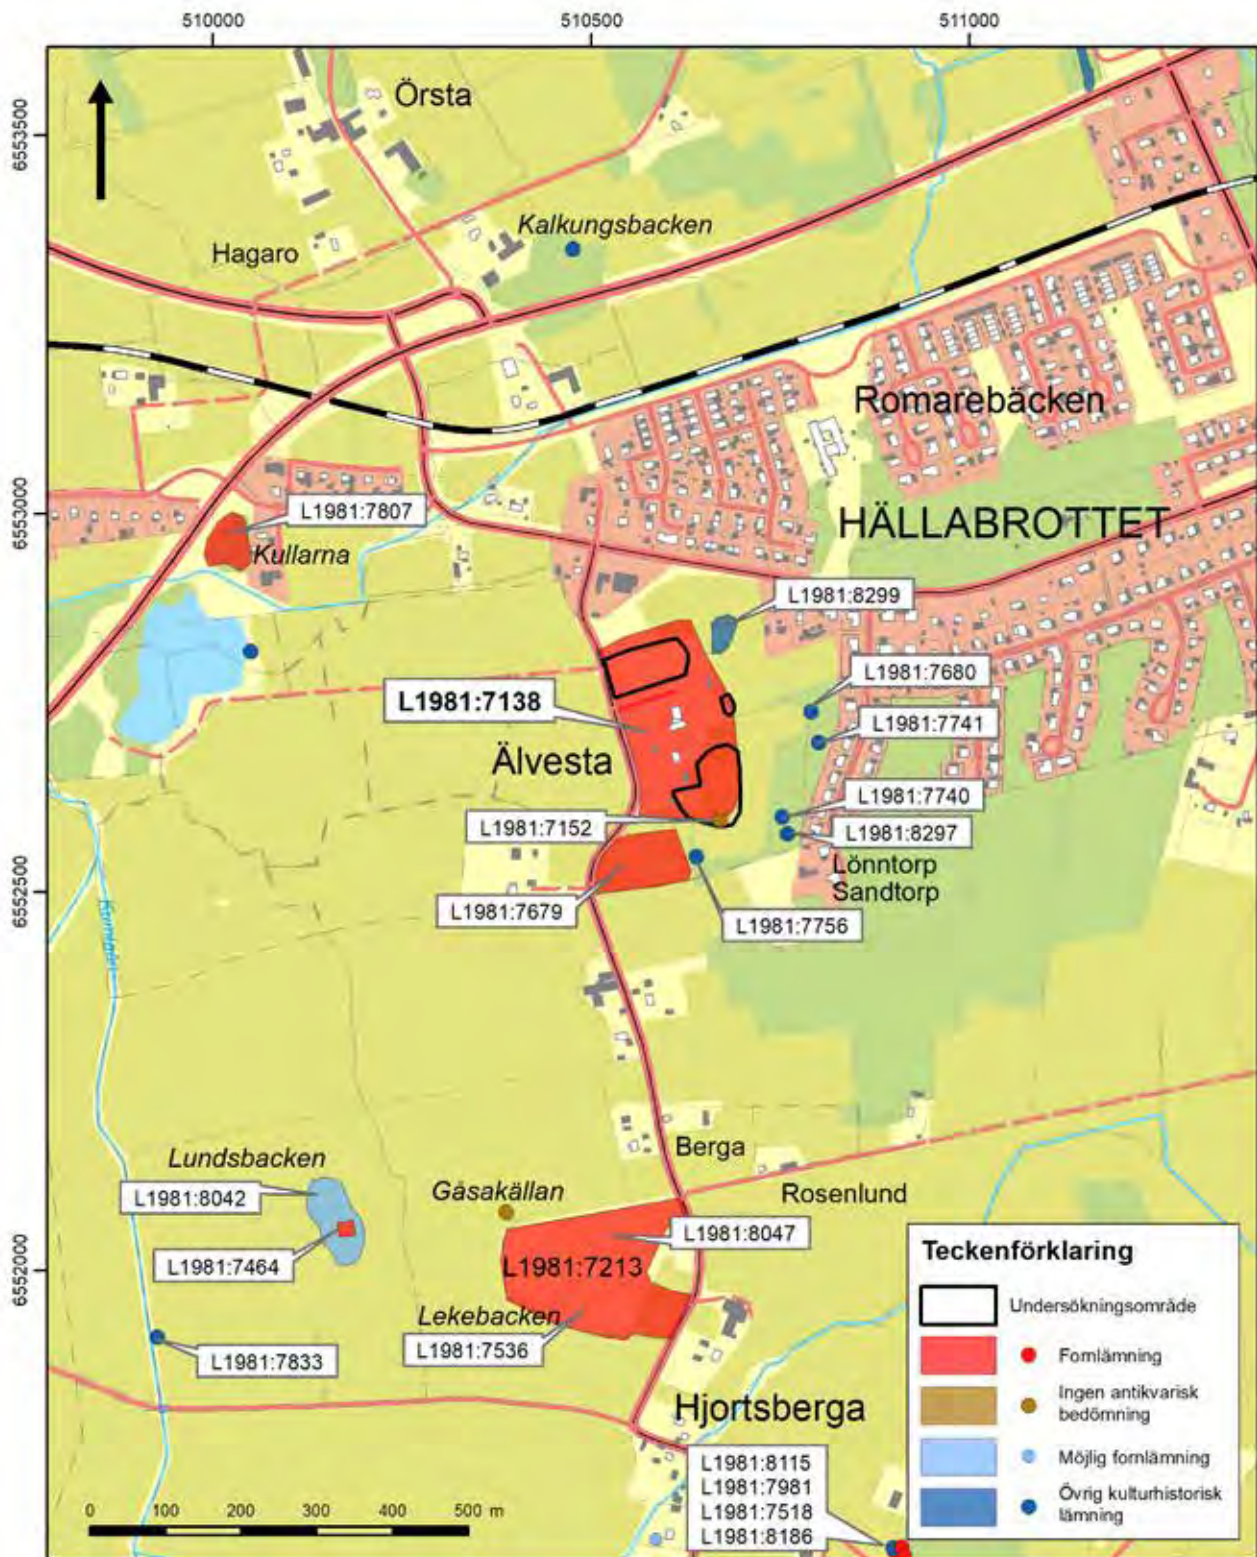 510000
510500
511000
6553500
6553000
6552500
6552000
Örsta
Kalkungsbacken
Hagaro
Romarebäcken
L1981:7807
HÄLLABROTTET
Kullarna
L1981:8299
L1981:7680
L1981:7138
L1981:7741
Älvesta
L1981:7740
L1981:7152
L1981:8297
Lönntorp
Sandtorp
L1981:7679
L1981:7756
Berga
Lundsbacken
L1981:8042
Gåsakällan
Rosenlund
L1981:8047
L1981:7464
L1981:7213
Lekebacken
L1981:7536
L1981:7833
Hjortsberga
L1981:8115
L1981:7981
L1981:7518
L1981:8186
0 100 200 300 400 500 m
Teckenförklaring
Undersökningsområde
Fornlämning
Ingen antikvarisk
bedömning
Möjlig fornlämning
Övrig kulturhistorisk
lämning